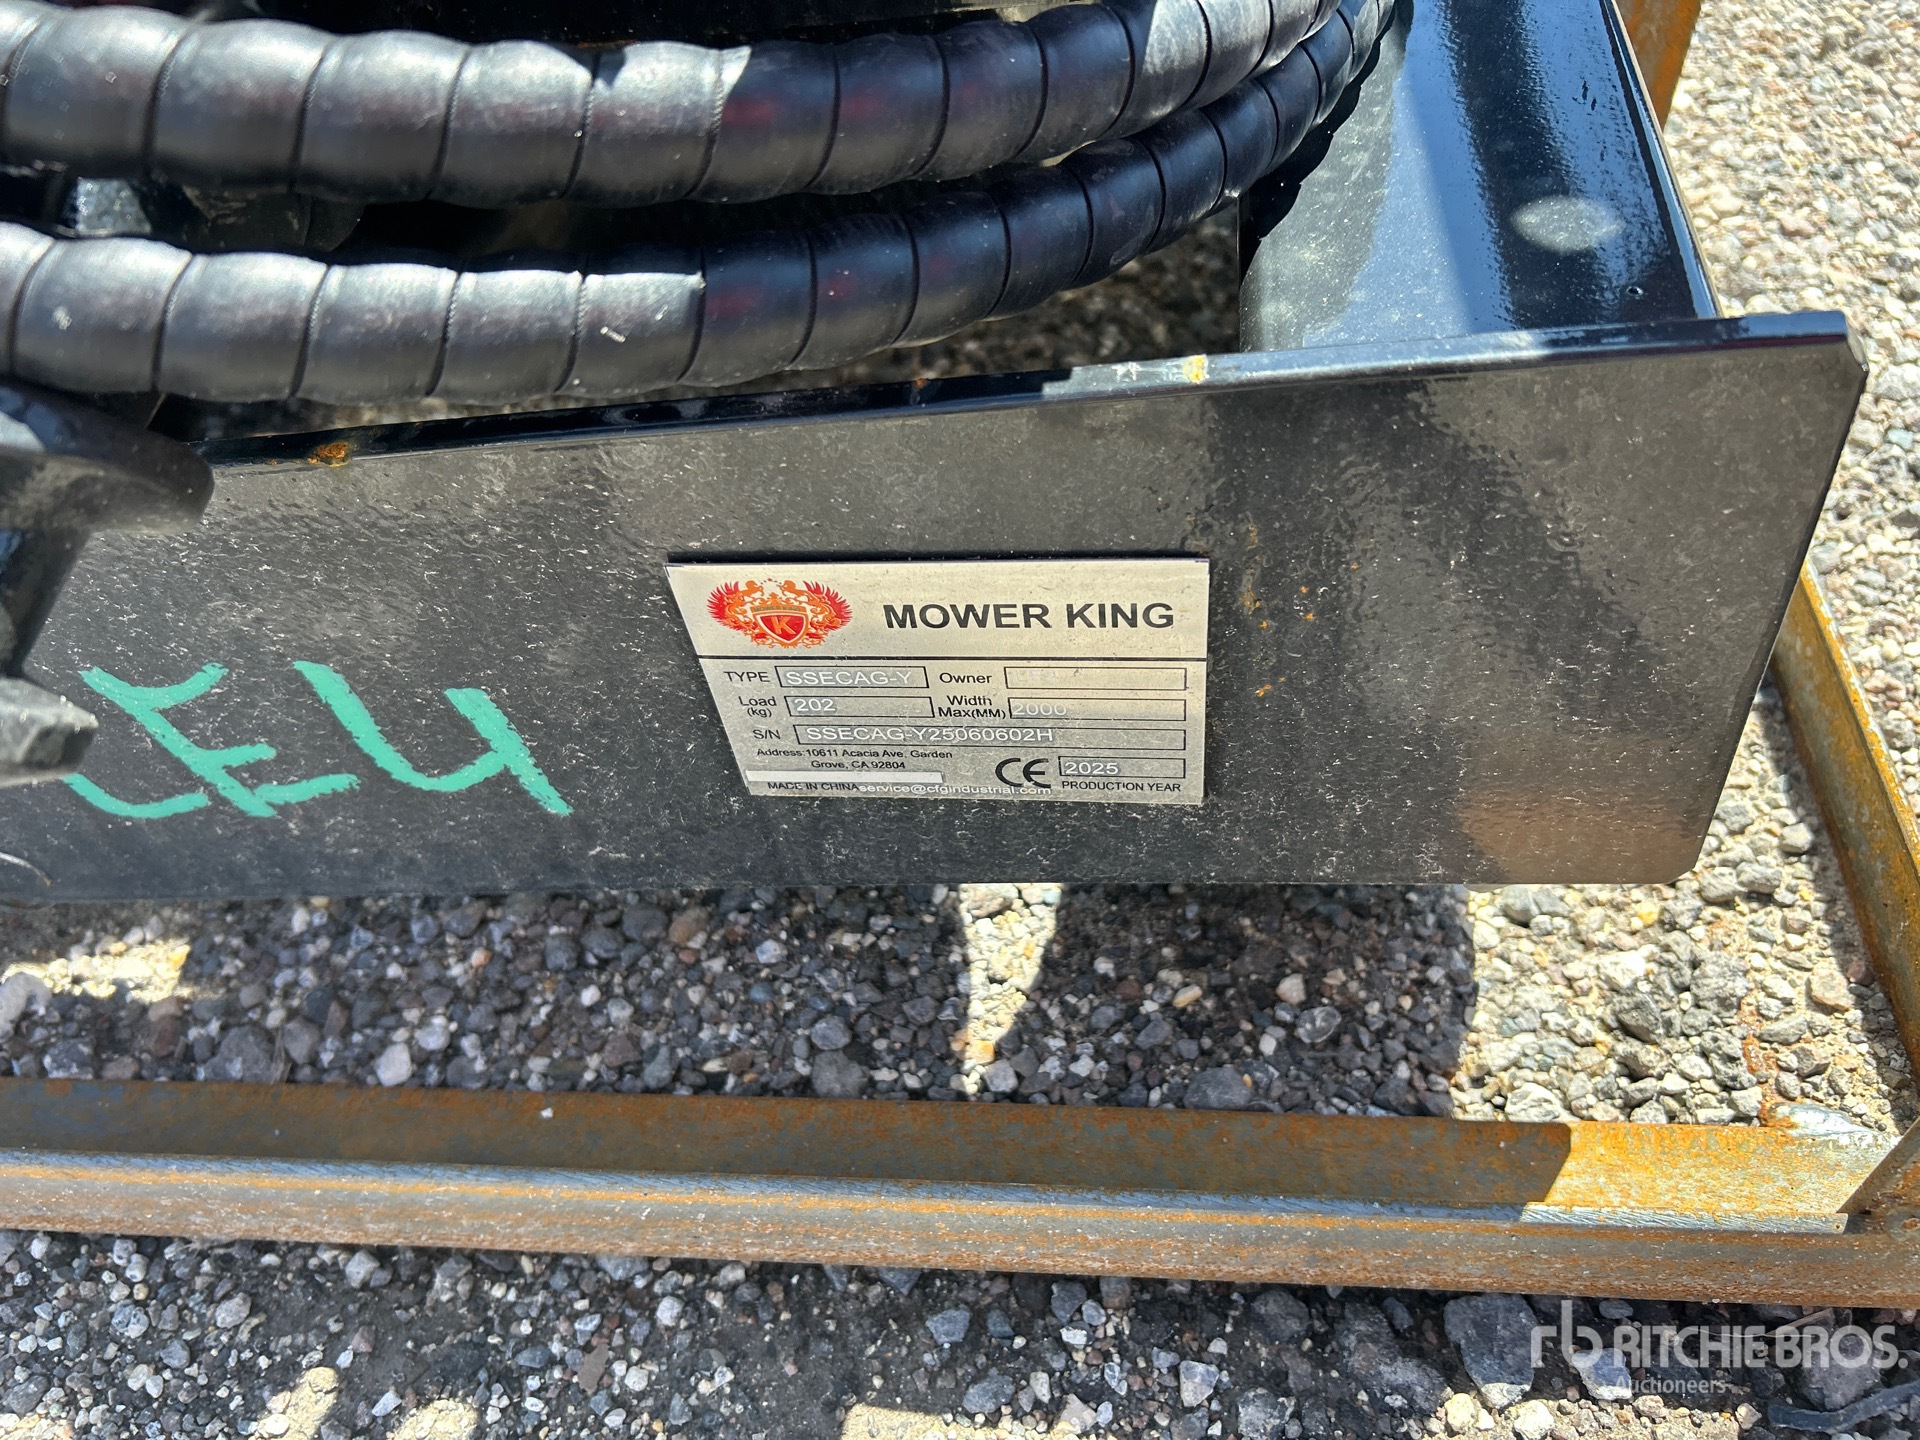 K MOWER KING
TYPE SSECAG-Y Owner
Load (kg) 202 Width Max(MM) 2000
S/N SSECAG-Y25060602H
Address:10611 Acacia Ave, Garden
Grove, CA 92804
CE 2025
MADE IN CHINA service@cfgindustrial.com PRODUCTION YEAR
rb RITCHIE BROS.
Auctioneers